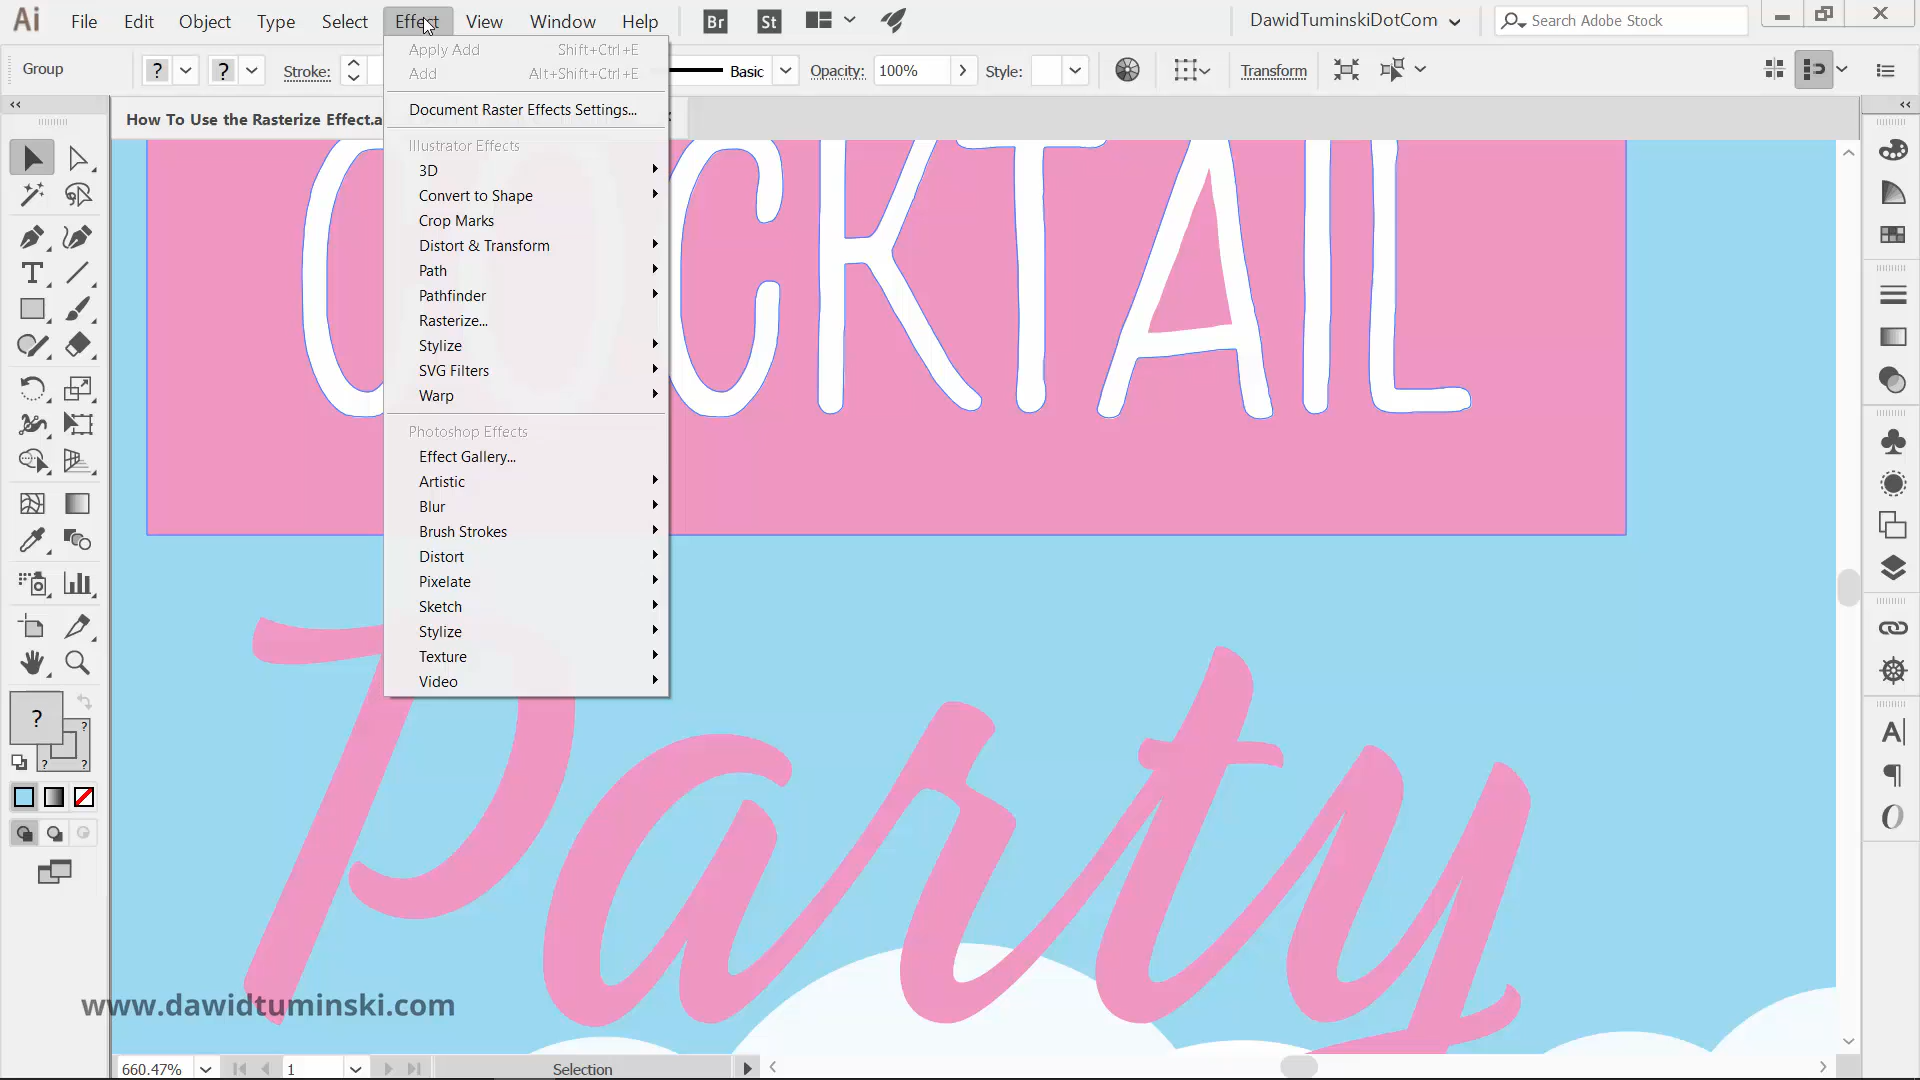 Ai File Edit Object Type Select Effect View Window Help Br St DawidTuminskiDotCom Search Adobe Stock
Group ? ? Stroke: Basic Opacity: 100% Style: Transform
How To Use the Rasterize Effect.a
Apply Add Shift+Ctrl+E
Add Alt+Shift+Ctrl+E
Document Raster Effects Settings...
Illustrator Effects
3D
Convert to Shape
Crop Marks
Distort & Transform
Path
Pathfinder
Rasterize...
Stylize
SVG Filters
Warp
Photoshop Effects
Effect Gallery...
Artistic
Blur
Brush Strokes
Distort
Pixelate
Sketch
Stylize
Texture
Video
CKTAIL
Party
? ? ? ?
www.dawidtuminski.com
660.47% 1 Selection